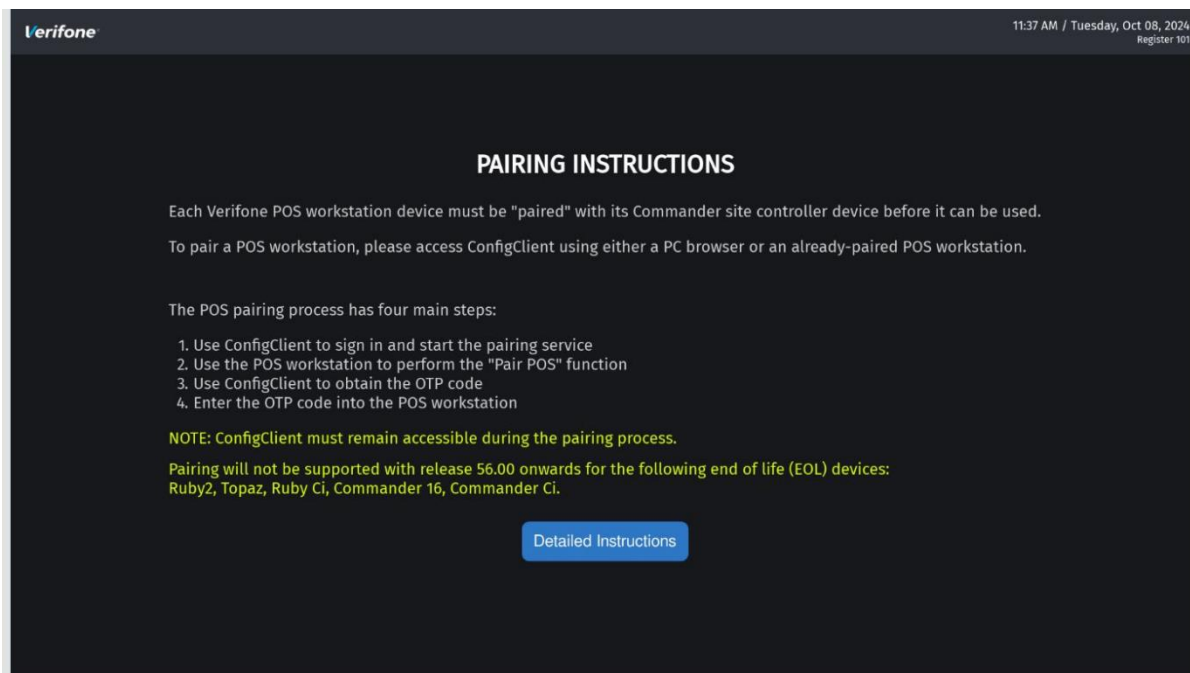 Verifone
11:37 AM / Tuesday, Oct 08, 2024
Register 101
PAIRING INSTRUCTIONS
Each Verifone POS workstation device must be "paired" with its Commander site controller device before it can be used.
To pair a POS workstation, please access ConfigClient using either a PC browser or an already-paired POS workstation.
The POS pairing process has four main steps:
1. Use ConfigClient to sign in and start the pairing service
2. Use the POS workstation to perform the "Pair POS" function
3. Use ConfigClient to obtain the OTP code
4. Enter the OTP code into the POS workstation
NOTE: ConfigClient must remain accessible during the pairing process.
Pairing will not be supported with release 56.00 onwards for the following end of life (EOL) devices:
Ruby2, Topaz, Ruby Ci, Commander 16, Commander Ci.
Detailed Instructions